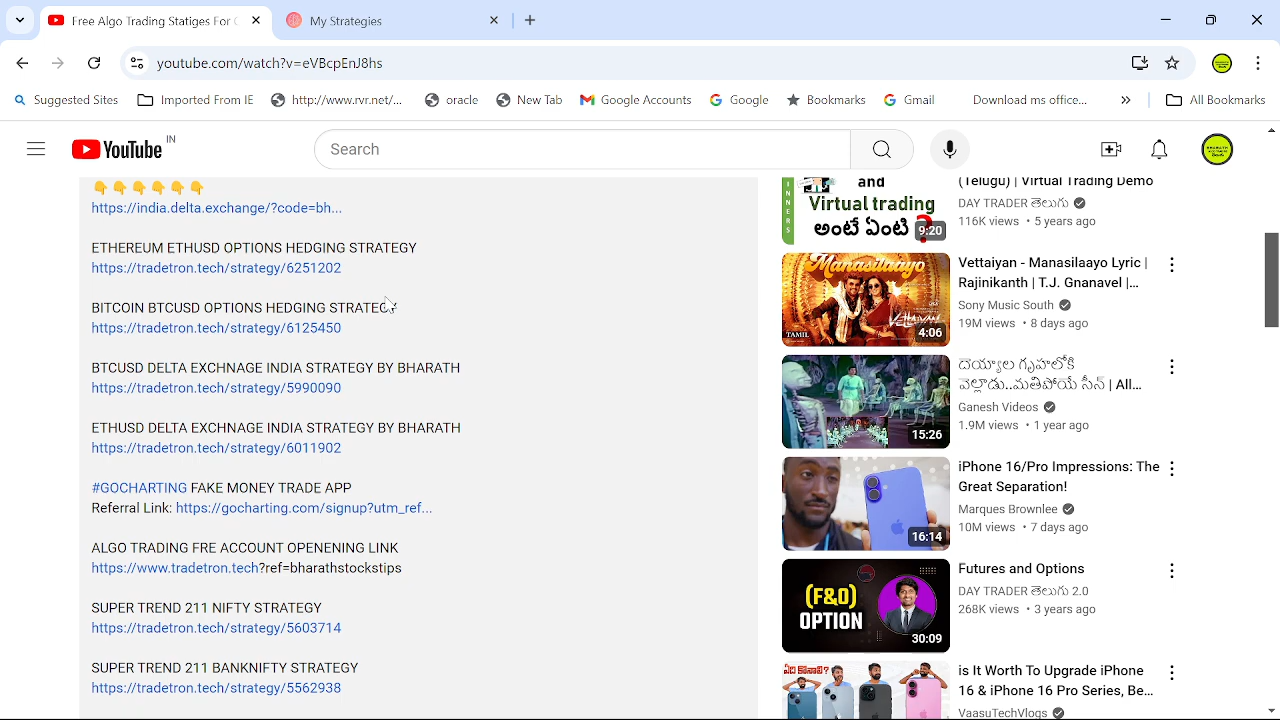 Free Algo Trading Statiges For C
My Strategies
youtube.com/watch?v=eVBcpEnJ8hs
Suggested Sites
Imported From IE
http://www.rvr.net/...
oracle
New Tab
Google Accounts
Google
Bookmarks
Gmail
Download ms office...
All Bookmarks
YouTube IN
Search
BHARATH
https://india.delta.exchange/?code=bh...
ETHEREUM ETHUSD OPTIONS HEDGING STRATEGY
https://tradetron.tech/strategy/6251202
BITCOIN BTCUSD OPTIONS HEDGING STRATEGY
https://tradetron.tech/strategy/6125450
BTCUSD DELTA EXCHNAGE INDIA STRATEGY BY BHARATH
https://tradetron.tech/strategy/5990090
ETHUSD DELTA EXCHNAGE INDIA STRATEGY BY BHARATH
https://tradetron.tech/strategy/6011902
#GOCHARTING FAKE MONEY TRADE APP
Referral Link: https://gocharting.com/signup?utm_ref...
ALGO TRADING FRE ACCOUNT OPENENING LINK
https://www.tradetron.tech?ref=bharathstockstips
SUPER TREND 211 NIFTY STRATEGY
https://tradetron.tech/strategy/5603714
SUPER TREND 211 BANKNIFTY STRATEGY
https://tradetron.tech/strategy/5562938
INNERS
and
Virtual trading
అంటే ఏంటి ?
9:20
(Telugu) | Virtual Trading Demo
DAY TRADER తెలుగు
116K views • 5 years ago
Manasilaayo
TAMIL
VETTAIYAN
4:06
Vettaiyan - Manasilaayo Lyric |
Rajinikanth | T.J. Gnanavel |...
Sony Music South
19M views • 8 days ago
15:26
దెయ్యాల గృహలోకి
వెల్లాడు..మతిపోయే సీన్ | All...
Ganesh Videos
1.9M views • 1 year ago
16:14
iPhone 16/Pro Impressions: The
Great Separation!
Marques Brownlee
10M views • 7 days ago
(F&O)
OPTION
30:09
Futures and Options
DAY TRADER తెలుగు 2.0
268K views • 3 years ago
ఏది కొనాలి?
is It Worth To Upgrade iPhone
16 & iPhone 16 Pro Series, Be...
VaasuTechVlogs